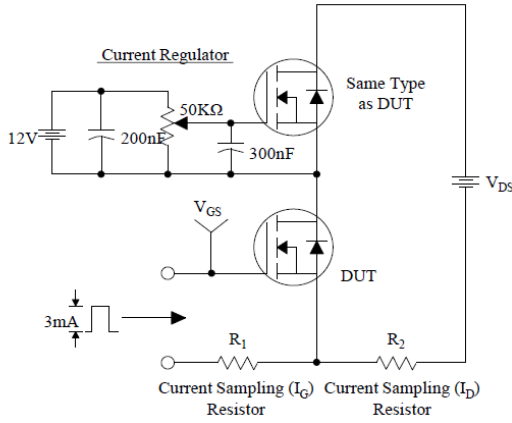 Current Regulator
12V
200nF
50KΩ
300nF
Same Type
as DUT
VDS
VGS
DUT
3mA
R1
R2
Current Sampling (IG)
Resistor
Current Sampling (ID)
Resistor